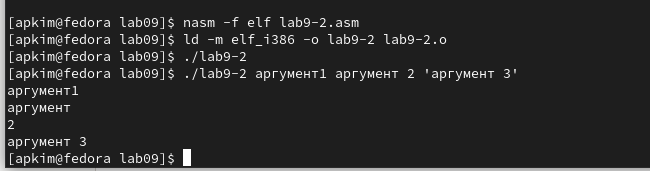 [apkim@fedora lab09]$ nasm -f elf lab9-2.asm
[apkim@fedora lab09]$ ld -m elf_i386 -o lab9-2 lab9-2.o
[apkim@fedora lab09]$ ./lab9-2
[apkim@fedora lab09]$ ./lab9-2 аргумент1 аргумент 2 'аргумент 3'
аргумент1
аргумент
2
аргумент 3
[apkim@fedora lab09]$